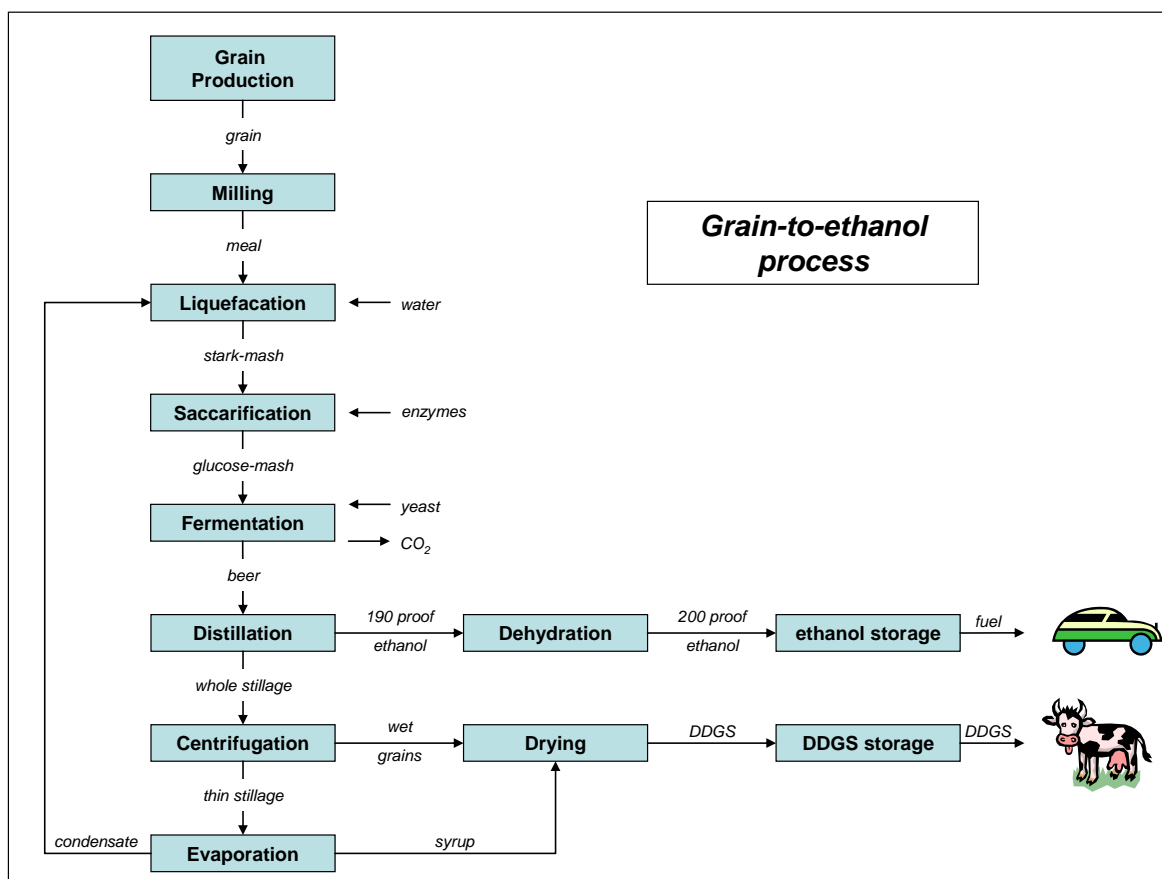 Grain
Production
grain
Milling
Grain-to-ethanol
process
meal
Liquefacation
water
stark-mash
Saccarification
enzymes
glucose-mash
Fermentation
yeast
CO₂
beer
Distillation
190 proof
ethanol
Dehydration
200 proof
ethanol
ethanol storage
fuel
whole stillage
Centrifugation
wet
grains
Drying
DDGS
DDGS storage
DDGS
thin stillage
condensate
Evaporation
syrup